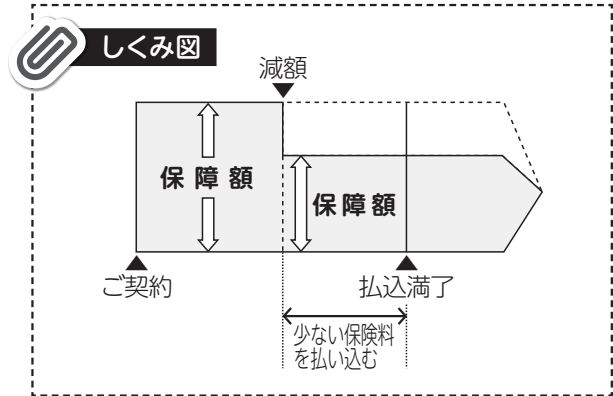 しくみ図
減額
保障額
保障額
ご契約
払込満了
少ない保険料
を払い込む